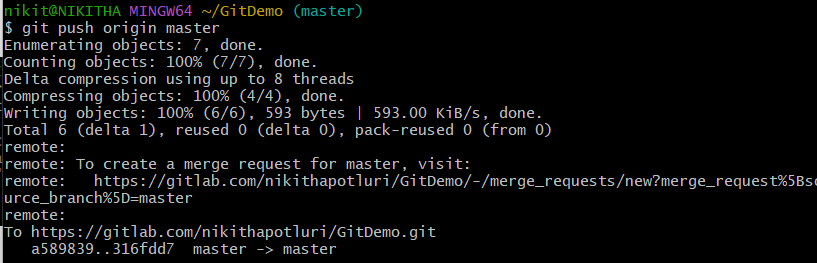 nikit@NIKITHA MINGW64 ~/GitDemo (master)
$ git push origin master
Enumerating objects: 7, done.
Counting objects: 100% (7/7), done.
Delta compression using up to 8 threads
Compressing objects: 100% (4/4), done.
Writing objects: 100% (6/6), 593 bytes | 593.00 KiB/s, done.
Total 6 (delta 1), reused 0 (delta 0), pack-reused 0 (from 0)
remote:
remote: To create a merge request for master, visit:
remote:   https://gitlab.com/nikithapotluri/GitDemo/-/merge_requests/new?merge_request%5Bso
urce_branch%5D=master
remote:
To https://gitlab.com/nikithapotluri/GitDemo.git
   a589839..316fdd7  master -> master